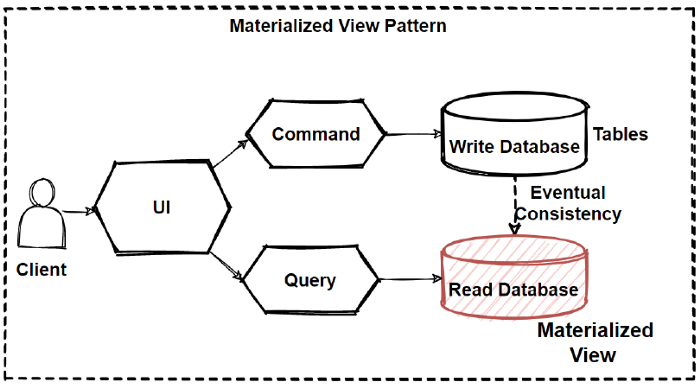 Materialized View Pattern
Command
Write Database
Tables
UI
Eventual
Consistency
Client
Query
Read Database
Materialized
View